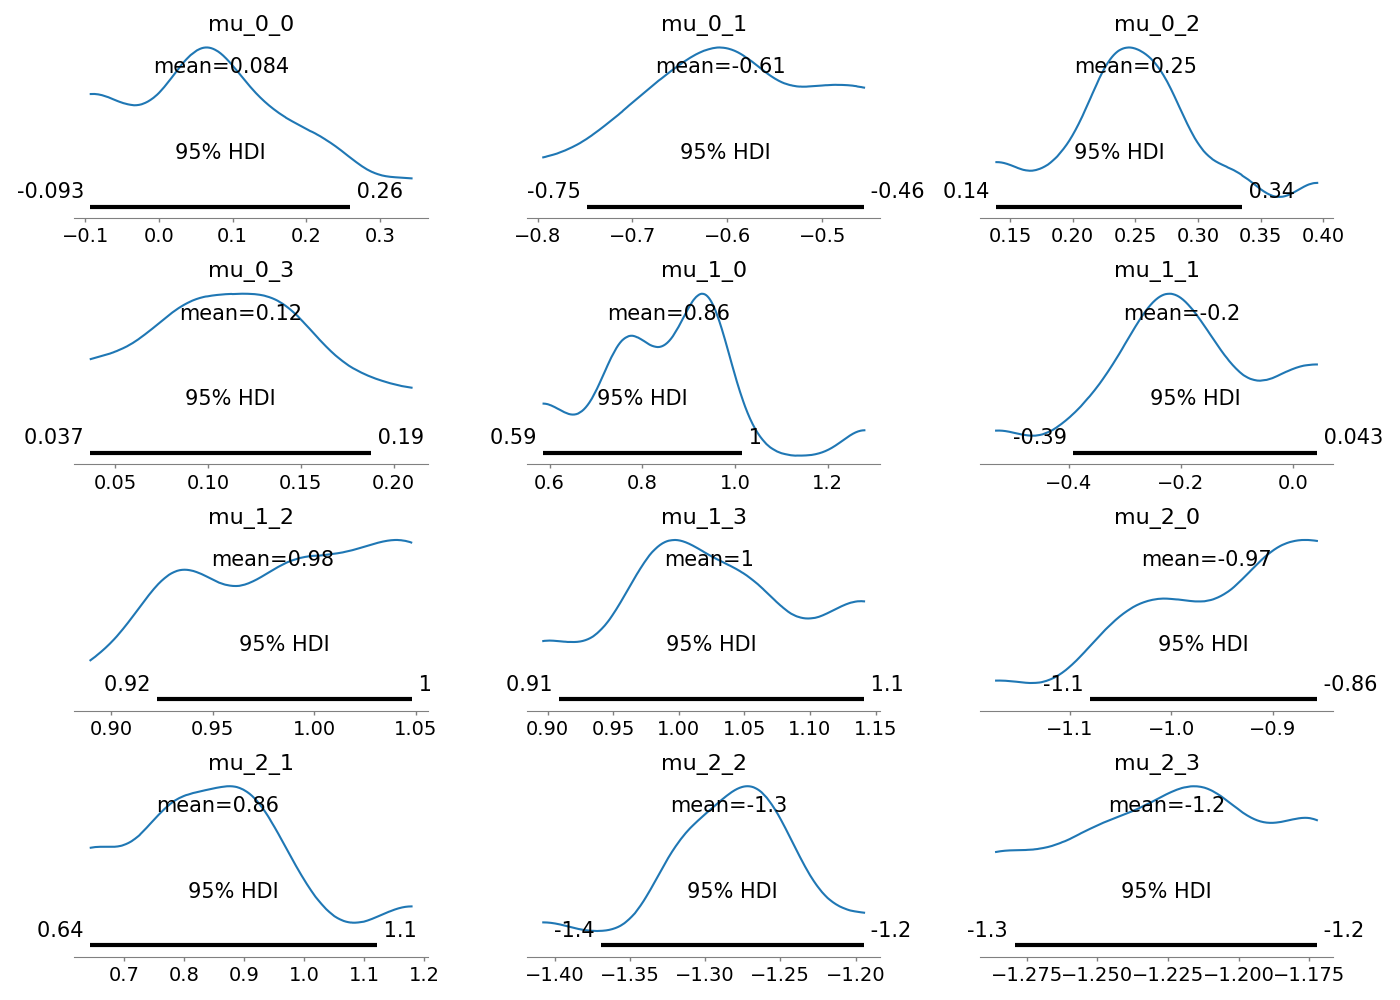 mu_0_0 mu_0_1 mu_0_2
mean=0.084 mean=-0.61 mean=0.25
95% HDI 95% HDI 95% HDI
-0.093 0.26 -0.75 -0.46 0.14 0.34
−0.1 0.0 0.1 0.2 0.3 −0.8 −0.7 −0.6 −0.5 0.15 0.20 0.25 0.30 0.35 0.40
mu_0_3 mu_1_0 mu_1_1
mean=0.12 mean=0.86 mean=-0.2
95% HDI 95% HDI 95% HDI
0.037 0.19 0.59 1 -0.39 0.043
0.05 0.10 0.15 0.20 0.6 0.8 1.0 1.2 −0.4 −0.2 0.0
mu_1_2 mu_1_3 mu_2_0
mean=0.98 mean=1 mean=-0.97
95% HDI 95% HDI 95% HDI
0.92 1 0.91 1.1 -1.1 -0.86
0.90 0.95 1.00 1.05 0.90 0.95 1.00 1.05 1.10 1.15 −1.1 −1.0 −0.9
mu_2_1 mu_2_2 mu_2_3
mean=0.86 mean=-1.3 mean=-1.2
95% HDI 95% HDI 95% HDI
0.64 1.1 -1.4 -1.2 -1.3 -1.2
0.7 0.8 0.9 1.0 1.1 1.2 −1.40 −1.35 −1.30 −1.25 −1.20 −1.275 −1.250 −1.225 −1.200 −1.175